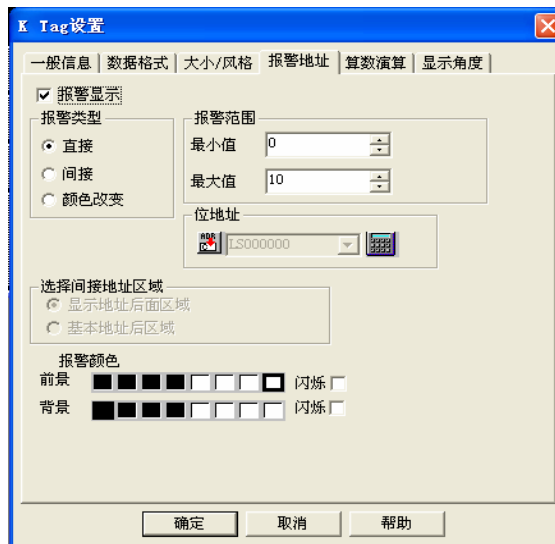 K Tag设置
一般信息 数据格式 大小/风格 报警地址 算数演算 显示角度
报警显示
报警类型
直接
间接
颜色改变
报警范围
最小值 0
最大值 10
位地址
ADR
LS000000
选择间接地址区域
显示地址后面区域
基本地址后区域
报警颜色
前景 闪烁
背景 闪烁
确定 取消 帮助